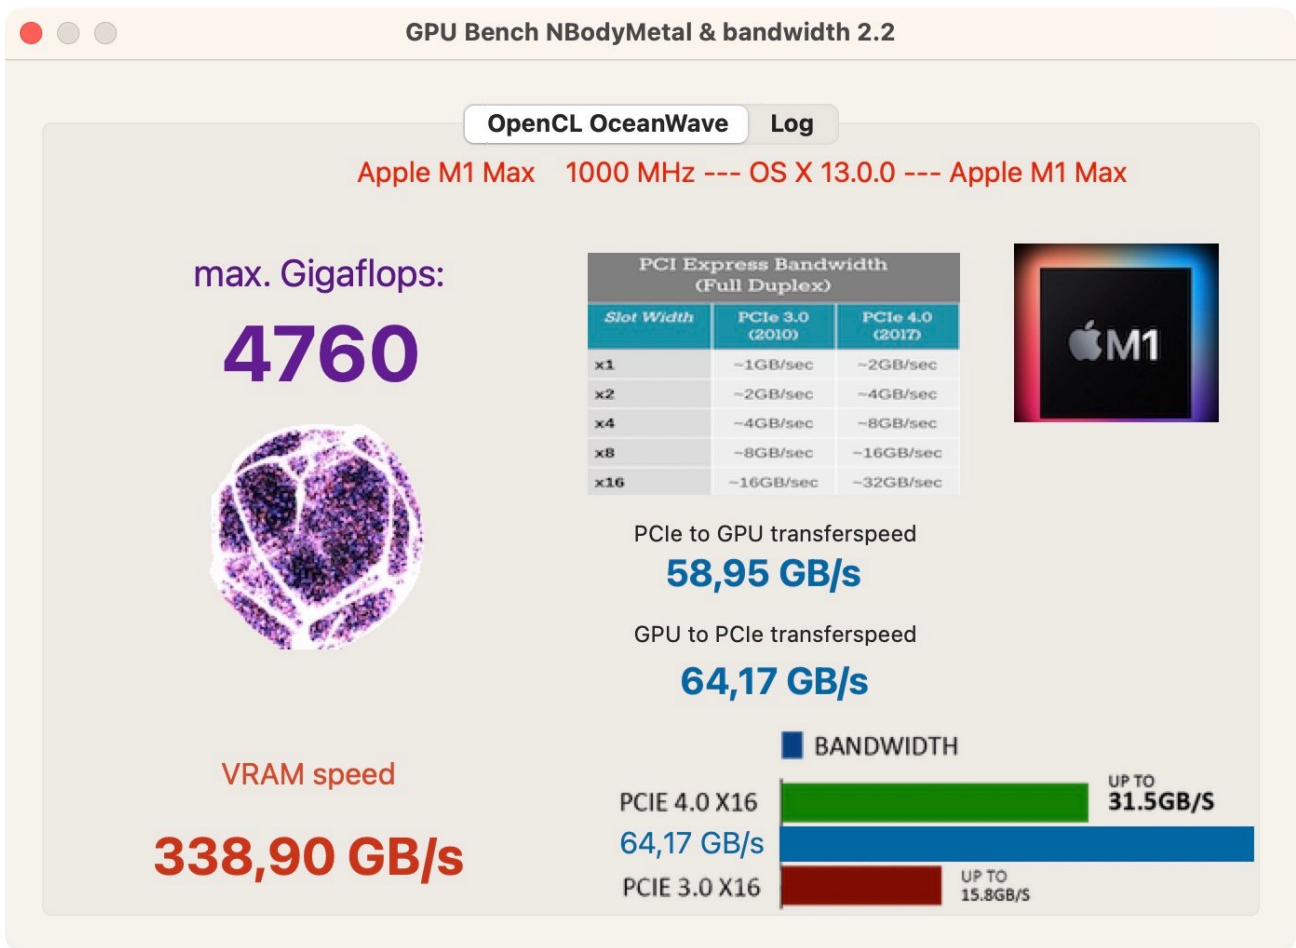 GPU Bench NBodyMetal & bandwidth 2.2
OpenCL OceanWave Log
Apple M1 Max 1000 MHz --- OS X 13.0.0 --- Apple M1 Max
max. Gigaflops:
4760
VRAM speed
338,90 GB/s
PCI Express Bandwidth
(Full Duplex)
Slot Width PCIe 3.0 (2010) PCIe 4.0 (2017)
x1 ~1GB/sec ~2GB/sec
x2 ~2GB/sec ~4GB/sec
x4 ~4GB/sec ~8GB/sec
x8 ~8GB/sec ~16GB/sec
x16 ~16GB/sec ~32GB/sec
M1
PCIe to GPU transferspeed
58,95 GB/s
GPU to PCIe transferspeed
64,17 GB/s
BANDWIDTH
PCIE 4.0 X16 UP TO 31.5GB/S
64,17 GB/s
PCIE 3.0 X16 UP TO 15.8GB/S